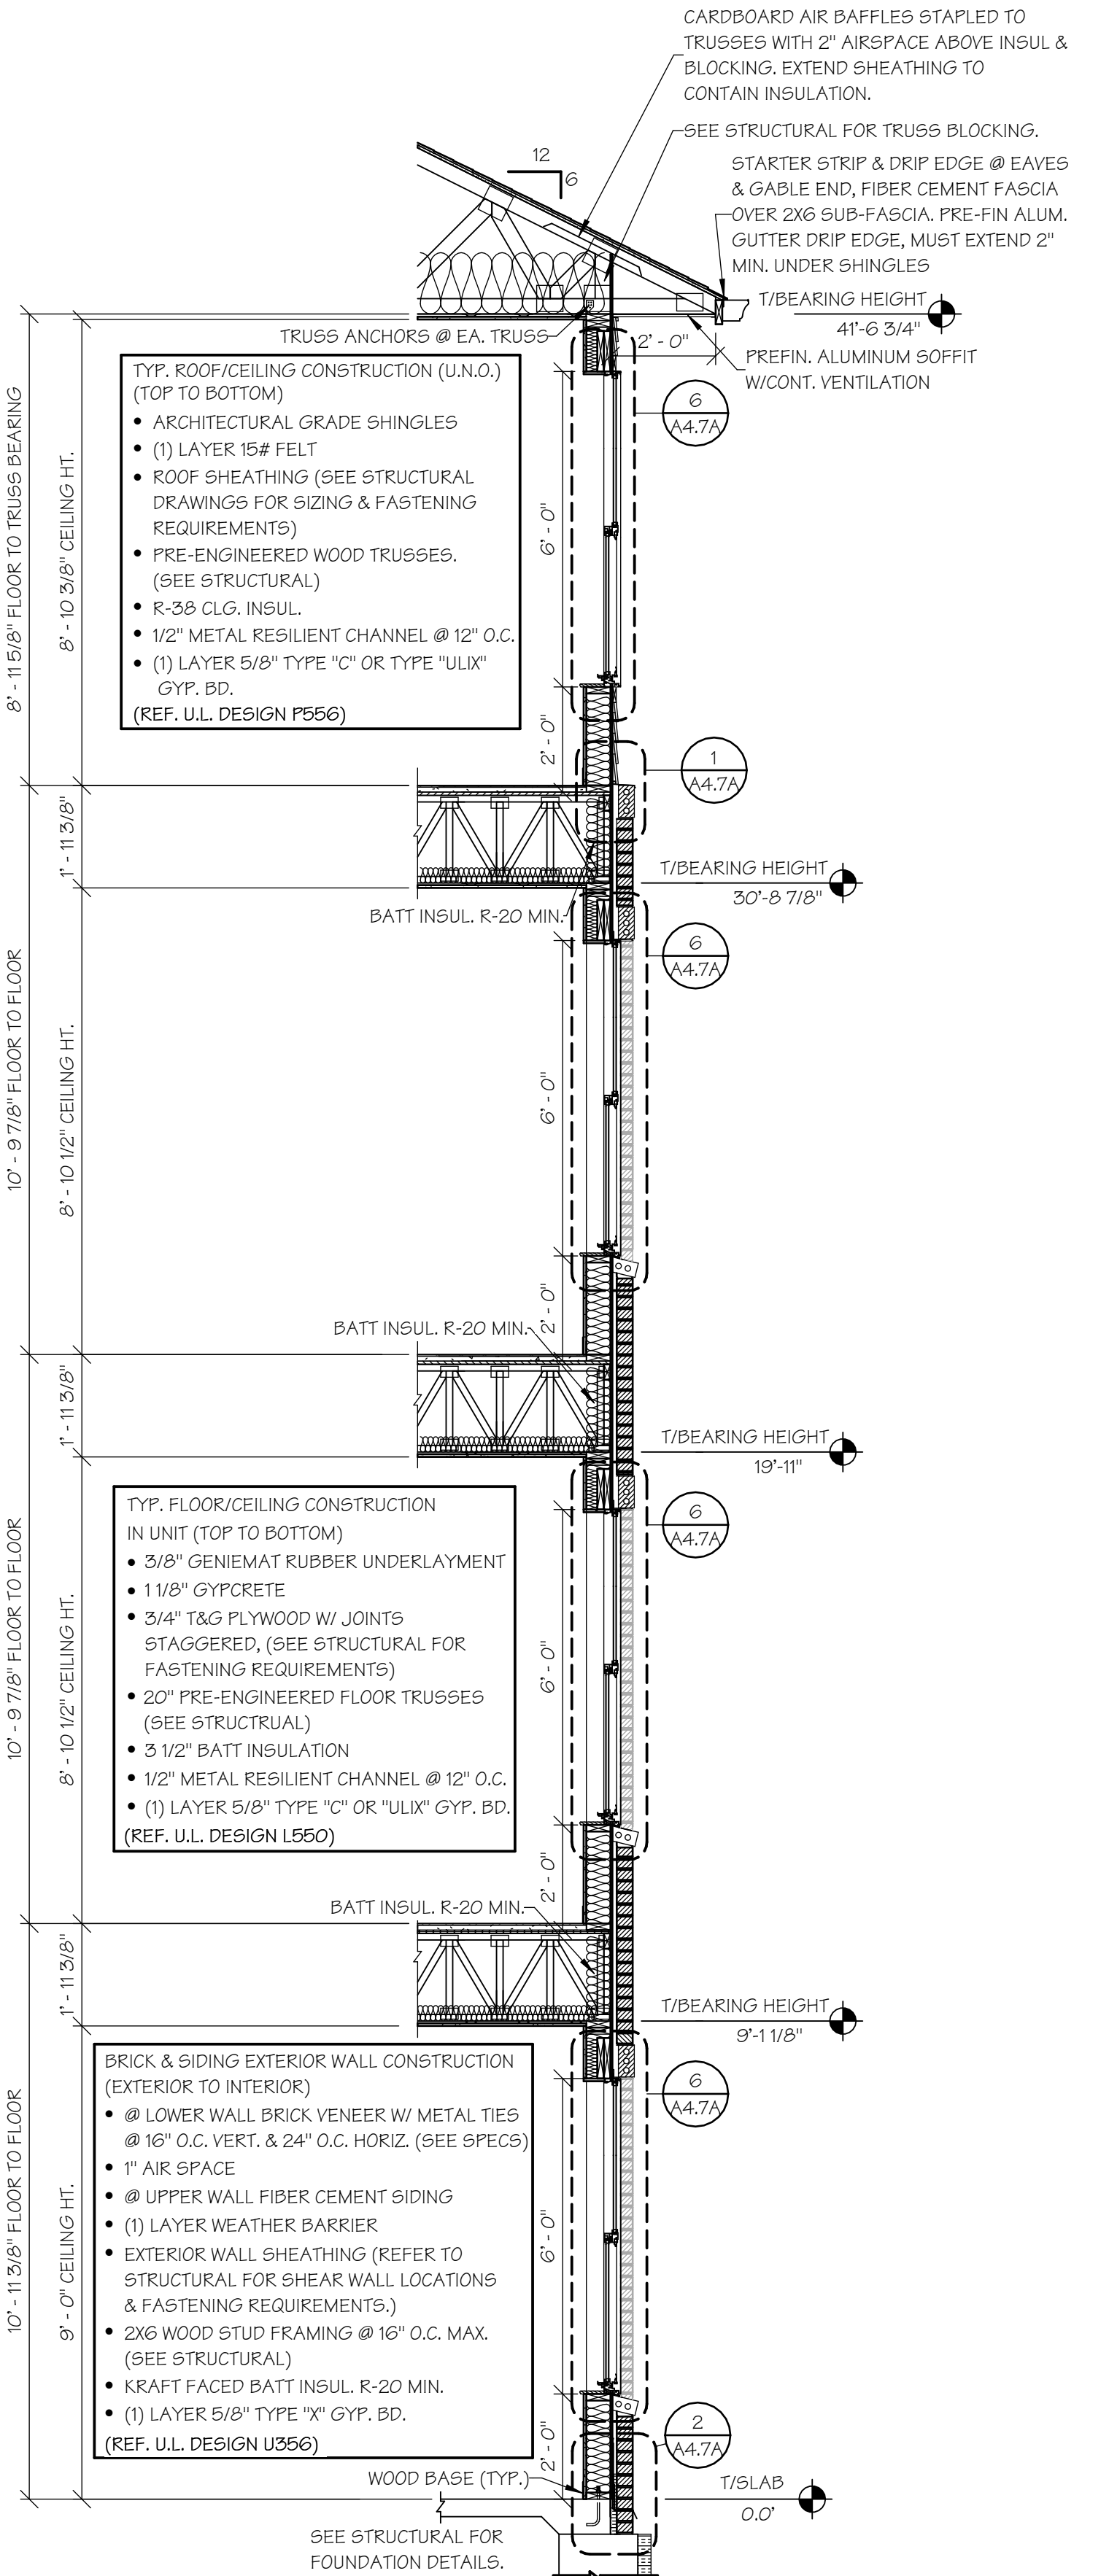 CARDBOARD AIR BAFFLES STAPLED TO
TRUSSES WITH 2" AIRSPACE ABOVE INSUL &
BLOCKING. EXTEND SHEATHING TO
CONTAIN INSULATION.
SEE STRUCTURAL FOR TRUSS BLOCKING.
12
6
STARTER STRIP & DRIP EDGE @ EAVES
& GABLE END, FIBER CEMENT FASCIA
OVER 2X6 SUB-FASCIA. PRE-FIN ALUM.
GUTTER DRIP EDGE, MUST EXTEND 2"
MIN. UNDER SHINGLES
T/BEARING HEIGHT
41'-6 3/4"
TRUSS ANCHORS @ EA. TRUSS
2' - 0"
PREFIN. ALUMINUM SOFFIT
W/CONT. VENTILATION
TYP. ROOF/CEILING CONSTRUCTION (U.N.O.)
(TOP TO BOTTOM)
• ARCHITECTURAL GRADE SHINGLES
• (1) LAYER 15# FELT
• ROOF SHEATHING (SEE STRUCTURAL
DRAWINGS FOR SIZING & FASTENING
REQUIREMENTS)
• PRE-ENGINEERED WOOD TRUSSES.
(SEE STRUCTURAL)
• R-38 CLG. INSUL.
• 1/2" METAL RESILIENT CHANNEL @ 12" O.C.
• (1) LAYER 5/8" TYPE "C" OR TYPE "ULIX"
GYP. BD.
(REF. U.L. DESIGN P556)
8' - 11 5/8" FLOOR TO TRUSS BEARING
8' - 10 3/8" CEILING HT.
6' - 0"
6
A4.7A
2' - 0"
1
A4.7A
1' - 11 3/8"
T/BEARING HEIGHT
30'-8 7/8"
BATT INSUL. R-20 MIN.
6
A4.7A
10' - 9 7/8" FLOOR TO FLOOR
8' - 10 1/2" CEILING HT.
6' - 0"
2' - 0"
BATT INSUL. R-20 MIN.
1' - 11 3/8"
T/BEARING HEIGHT
19'-11"
TYP. FLOOR/CEILING CONSTRUCTION
IN UNIT (TOP TO BOTTOM)
• 3/8" GENIEMAT RUBBER UNDERLAYMENT
• 1 1/8" GYPCRETE
• 3/4" T&G PLYWOOD W/ JOINTS
STAGGERED, (SEE STRUCTURAL FOR
FASTENING REQUIREMENTS)
• 20" PRE-ENGINEERED FLOOR TRUSSES
(SEE STRUCTRUAL)
• 3 1/2" BATT INSULATION
• 1/2" METAL RESILIENT CHANNEL @ 12" O.C.
• (1) LAYER 5/8" TYPE "C" OR "ULIX" GYP. BD.
(REF. U.L. DESIGN L550)
6
A4.7A
10' - 9 7/8" FLOOR TO FLOOR
8' - 10 1/2" CEILING HT.
6' - 0"
2' - 0"
BATT INSUL. R-20 MIN.
1' - 11 3/8"
T/BEARING HEIGHT
9'-1 1/8"
BRICK & SIDING EXTERIOR WALL CONSTRUCTION
(EXTERIOR TO INTERIOR)
• @ LOWER WALL BRICK VENEER W/ METAL TIES
@ 16" O.C. VERT. & 24" O.C. HORIZ. (SEE SPECS)
• 1" AIR SPACE
• @ UPPER WALL FIBER CEMENT SIDING
• (1) LAYER WEATHER BARRIER
• EXTERIOR WALL SHEATHING (REFER TO
STRUCTURAL FOR SHEAR WALL LOCATIONS
& FASTENING REQUIREMENTS.)
• 2X6 WOOD STUD FRAMING @ 16" O.C. MAX.
(SEE STRUCTURAL)
• KRAFT FACED BATT INSUL. R-20 MIN.
• (1) LAYER 5/8" TYPE "X" GYP. BD.
(REF. U.L. DESIGN U356)
6
A4.7A
10' - 11 3/8" FLOOR TO FLOOR
9' - 0" CEILING HT.
6' - 0"
2' - 0"
2
A4.7A
WOOD BASE (TYP.)
T/SLAB
0.0'
SEE STRUCTURAL FOR
FOUNDATION DETAILS.